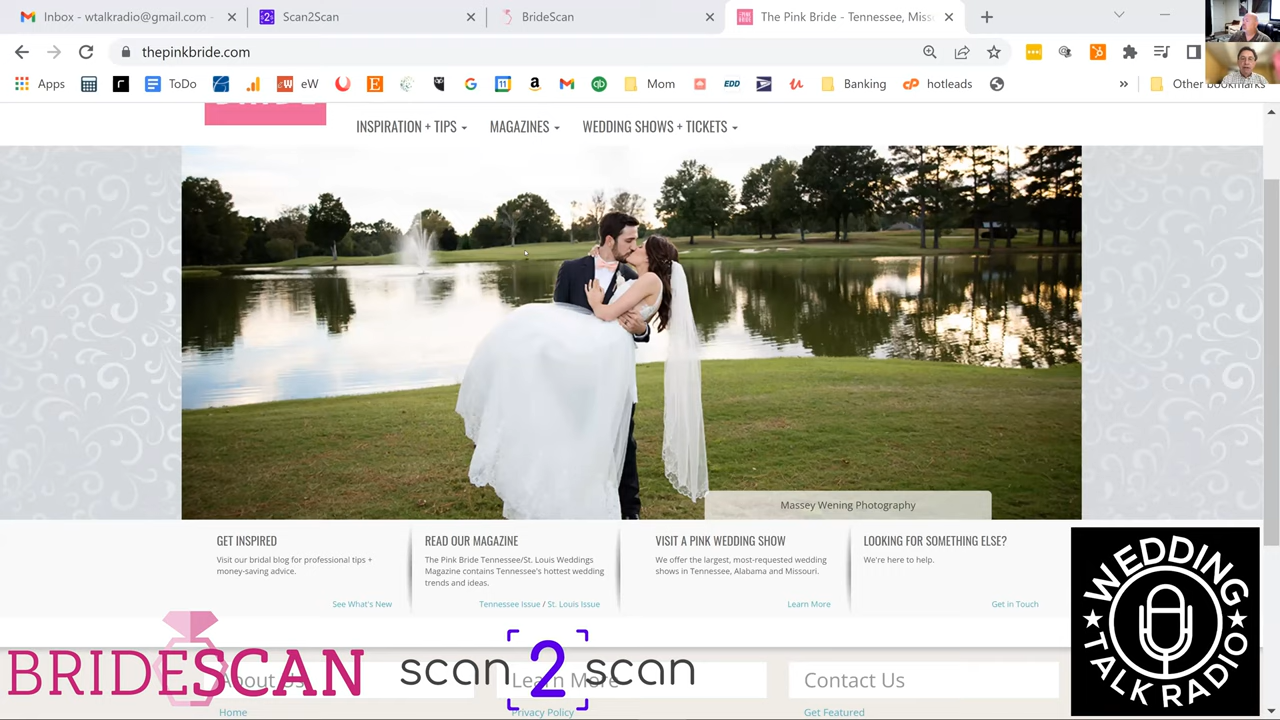 Inbox - wtalkradio@gmail.com -
Scan2Scan
BrideScan
The Pink Bride - Tennessee, Miss
thepinkbride.com
Apps
ToDo
eW
Mom
EDD
Banking
hotleads
Other bookmarks
INSPIRATION + TIPS
MAGAZINES
WEDDING SHOWS + TICKETS
Massey Wening Photography
GET INSPIRED
Visit our bridal blog for professional tips +
money-saving advice.
See What's New
READ OUR MAGAZINE
The Pink Bride Tennessee/St. Louis Weddings
Magazine contains Tennessee's hottest wedding
trends and ideas.
Tennessee Issue / St. Louis Issue
VISIT A PINK WEDDING SHOW
We offer the largest, most-requested wedding
shows in Tennessee, Alabama and Missouri.
Learn More
LOOKING FOR SOMETHING ELSE?
We're here to help.
Get in Touch
BRIDESCAN
scan2scan
WEDDING
TALK RADIO
About Us
Learn More
Contact Us
Home
Privacy Policy
Get Featured